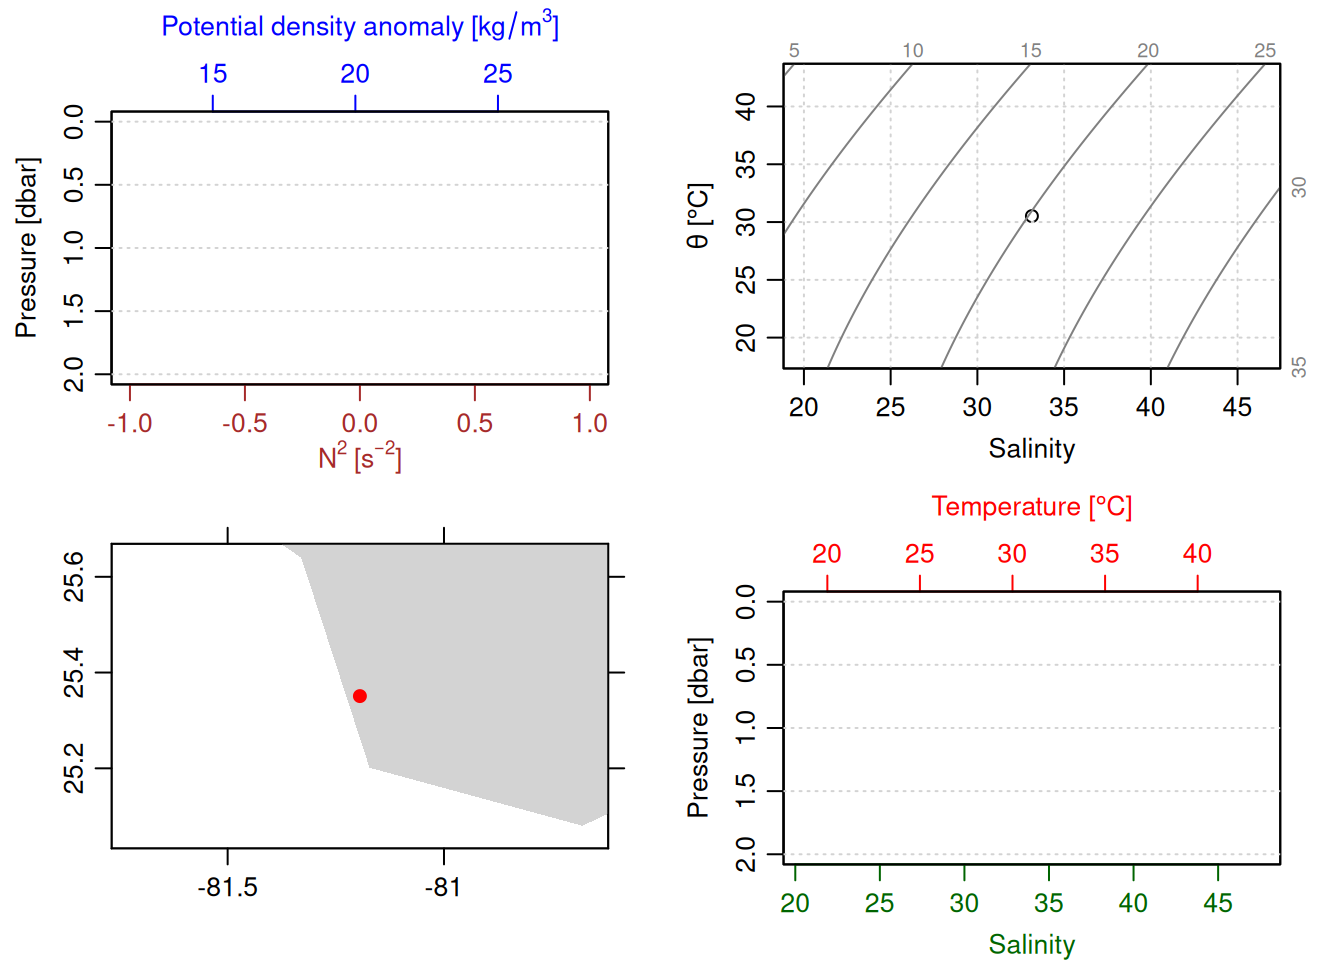 Potential density anomaly [kg/m³]
15 20 25
Pressure [dbar]
0.0
0.5
1.0
1.5
2.0
-1.0 -0.5 0.0 0.5 1.0
N² [s⁻²]
5 10 15 20 25
30
35
θ [°C]
40
35
30
25
20
20 25 30 35 40 45
Salinity
25.6
25.4
25.2
-81.5 -81
Temperature [°C]
20 25 30 35 40
Pressure [dbar]
0.0
0.5
1.0
1.5
2.0
20 25 30 35 40 45
Salinity